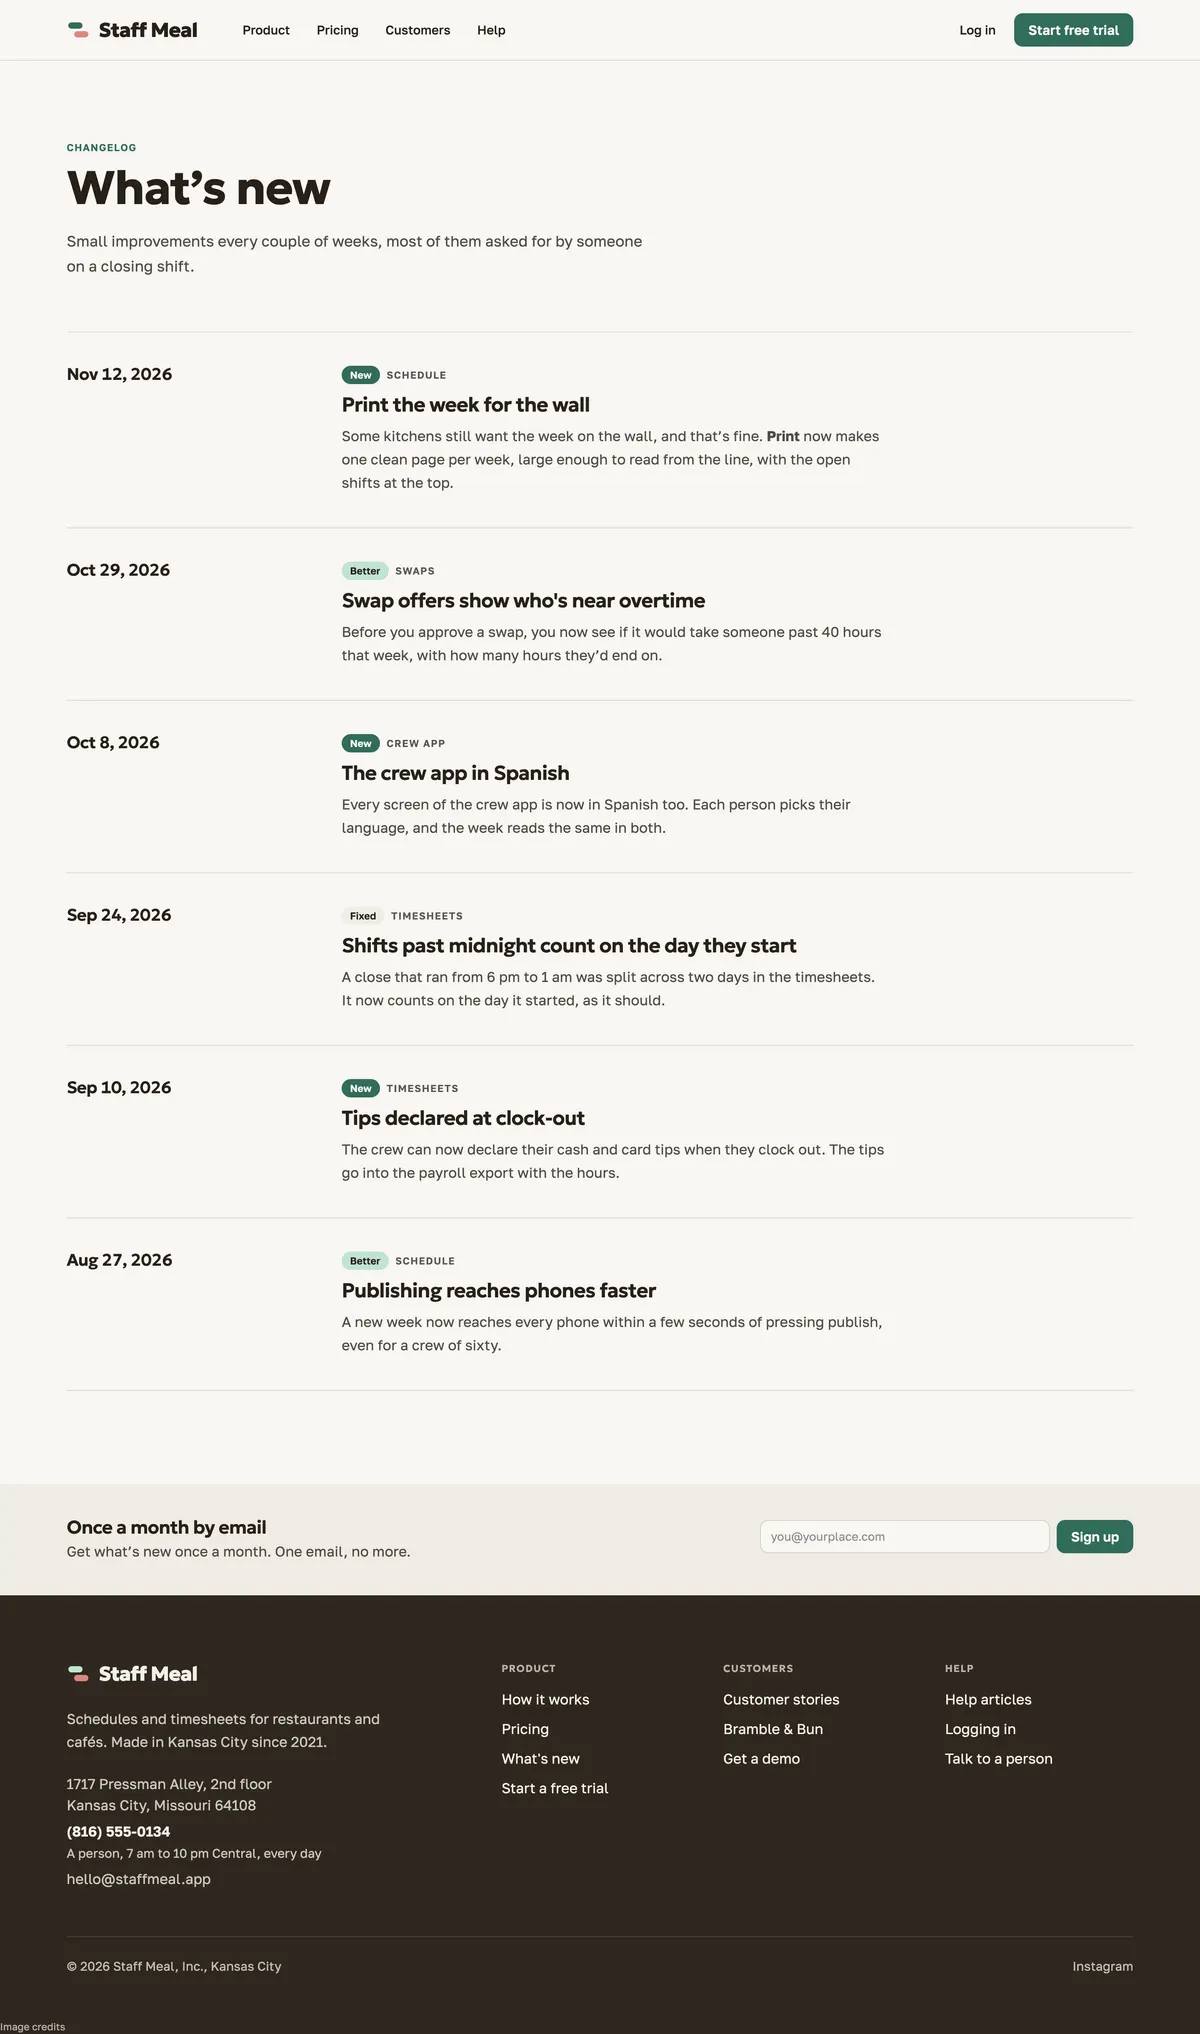 Staff Meal
Product
Pricing
Customers
Help
Log in
Start free trial
CHANGELOG
What’s new
Small improvements every couple of weeks, most of them asked for by someone
on a closing shift.
Nov 12, 2026
New SCHEDULE
Print the week for the wall
Some kitchens still want the week on the wall, and that’s fine. Print now makes
one clean page per week, large enough to read from the line, with the open
shifts at the top.
Oct 29, 2026
Better SWAPS
Swap offers show who's near overtime
Before you approve a swap, you now see if it would take someone past 40 hours
that week, with how many hours they’d end on.
Oct 8, 2026
New CREW APP
The crew app in Spanish
Every screen of the crew app is now in Spanish too. Each person picks their
language, and the week reads the same in both.
Sep 24, 2026
Fixed TIMESHEETS
Shifts past midnight count on the day they start
A close that ran from 6 pm to 1 am was split across two days in the timesheets.
It now counts on the day it started, as it should.
Sep 10, 2026
New TIMESHEETS
Tips declared at clock-out
The crew can now declare their cash and card tips when they clock out. The tips
go into the payroll export with the hours.
Aug 27, 2026
Better SCHEDULE
Publishing reaches phones faster
A new week now reaches every phone within a few seconds of pressing publish,
even for a crew of sixty.
Once a month by email
Get what’s new once a month. One email, no more.
you@yourplace.com
Sign up
Staff Meal
Schedules and timesheets for restaurants and
cafés. Made in Kansas City since 2021.
1717 Pressman Alley, 2nd floor
Kansas City, Missouri 64108
(816) 555-0134
A person, 7 am to 10 pm Central, every day
hello@staffmeal.app
PRODUCT
How it works
Pricing
What's new
Start a free trial
CUSTOMERS
Customer stories
Bramble & Bun
Get a demo
HELP
Help articles
Logging in
Talk to a person
© 2026 Staff Meal, Inc., Kansas City
Instagram
Image credits